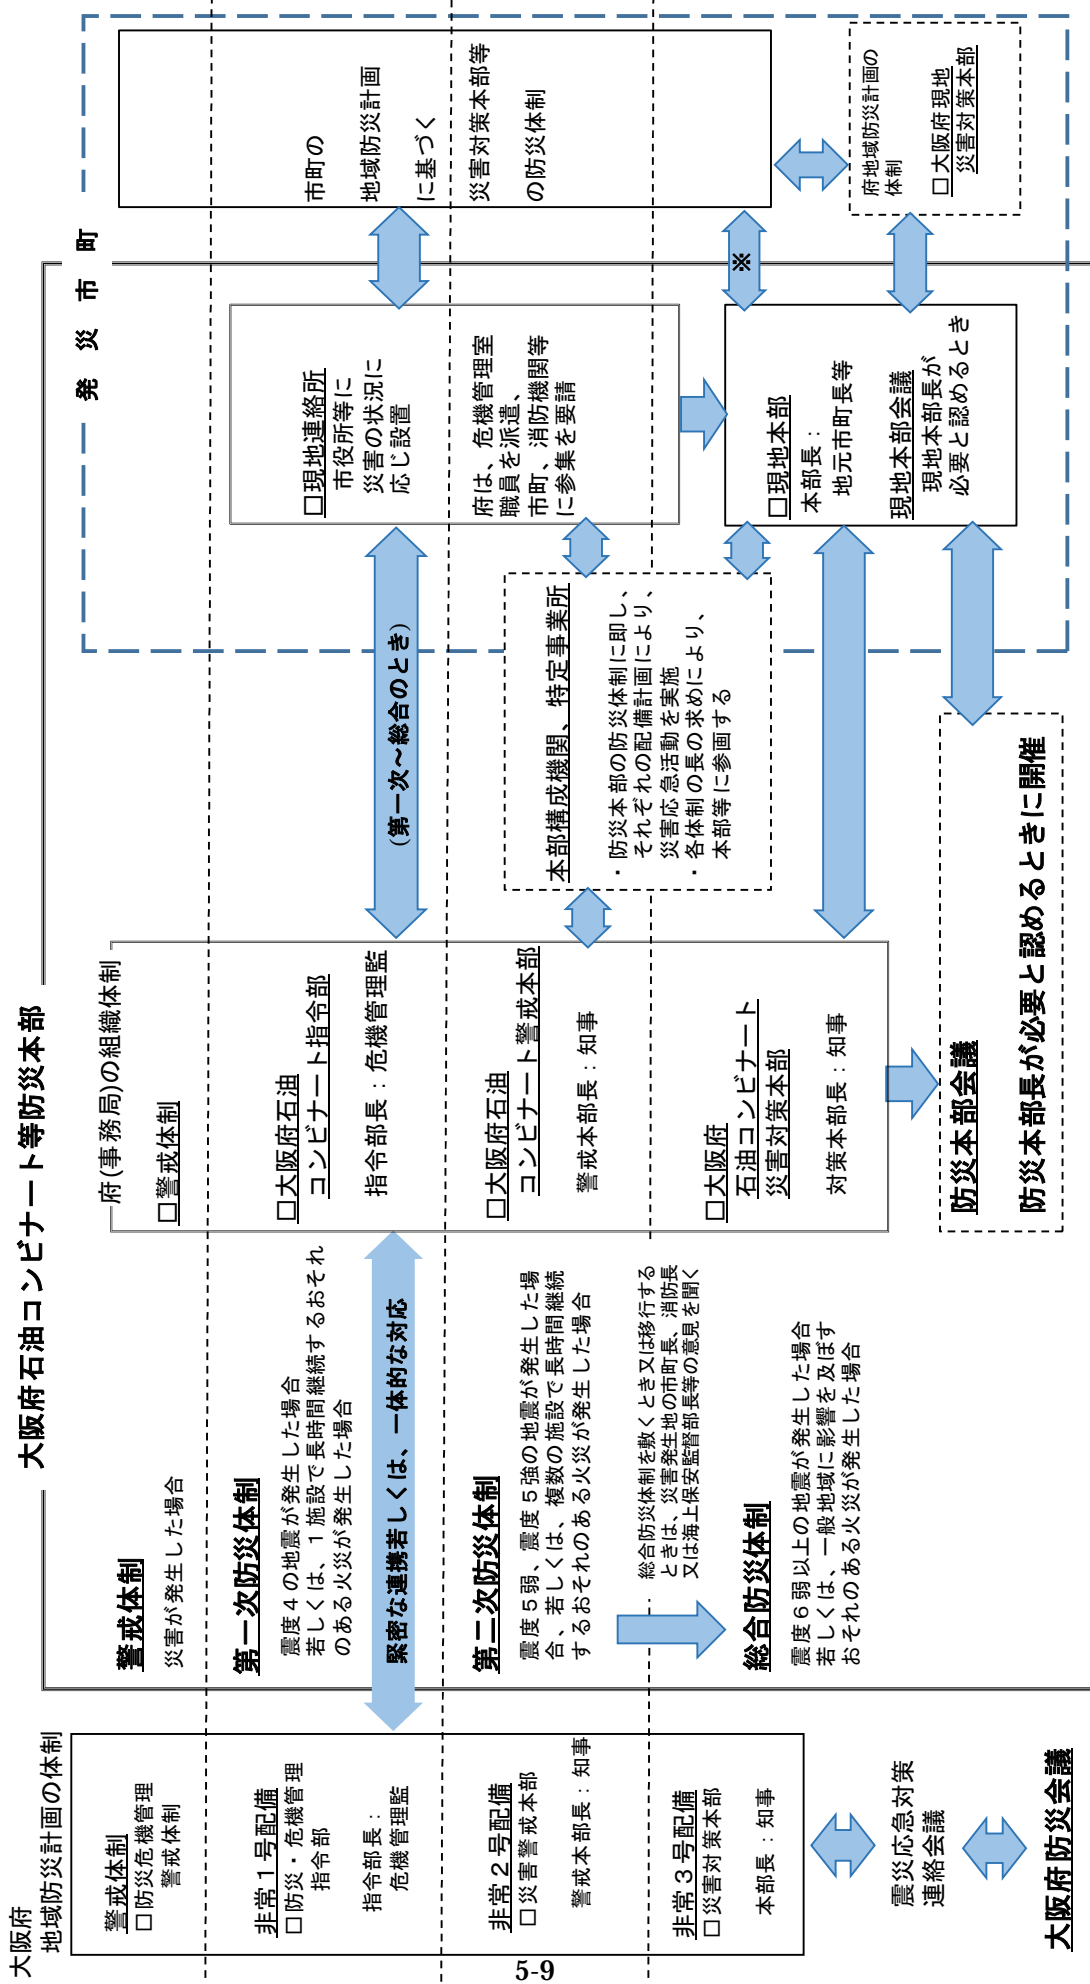 大阪府
地域防災計画の体制
警戒体制
□防災危機管理
警戒体制
非常1号配備
□防災・危機管理
指令部
指令部長：
危機管理監
非常2号配備
□災害警戒本部
警戒本部長：知事
非常3号配備
□災害対策本部
本部長：知事
震災応急対策
連絡会議
大阪府防災会議
大阪府石油コンビナート等防災本部
警戒体制
災害が発生した場合
第一次防災体制
震度4の地震が発生した場合
若しくは、1施設で長時間継続するおそれ
のある火災が発生した場合
緊密な連携若しくは、一体的な対応
第二次防災体制
震度5弱、震度5強の地震が発生した場
合、若しくは、複数の施設で長時間継続
するおそれのある火災が発生した場合
総合防災体制を敷くとき又は移行する
ときは、災害発生地の市町長、消防長
又は海上保安監督部長等の意見を聞く
総合防災体制
震度6弱以上の地震が発生した場合
若しくは、一般地域に影響を及ぼす
おそれのある火災が発生した場合
府(事務局)の組織体制
□警戒体制
□大阪府石油
コンビナート指令部
指令部長：危機管理監
□大阪府石油
コンビナート警戒本部
警戒本部長：知事
□大阪府
石油コンビナート
災害対策本部
対策本部長：知事
防災本部会議
防災本部長が必要と認めるときに開催
(第一次～総合のとき)
本部構成機関、特定事業所
・防災本部の防災体制に即し、
それぞれの配備計画により、
災害応急活動を実施
・各体制の長の求めにより、
本部等に参画する
発災市町
□現地連絡所
市役所等に
災害の状況に
応じ設置
府は、危機管理室
職員を派遣、
市町、消防機関等
に参集を要請
□現地本部
本部長：
地元市町長等
現地本部会議
現地本部長が
必要と認めるとき
※
市町の
地域防災計画
に基づく
災害対策本部等
の防災体制
府地域防災計画の
体制
□大阪府現地
災害対策本部
5-9